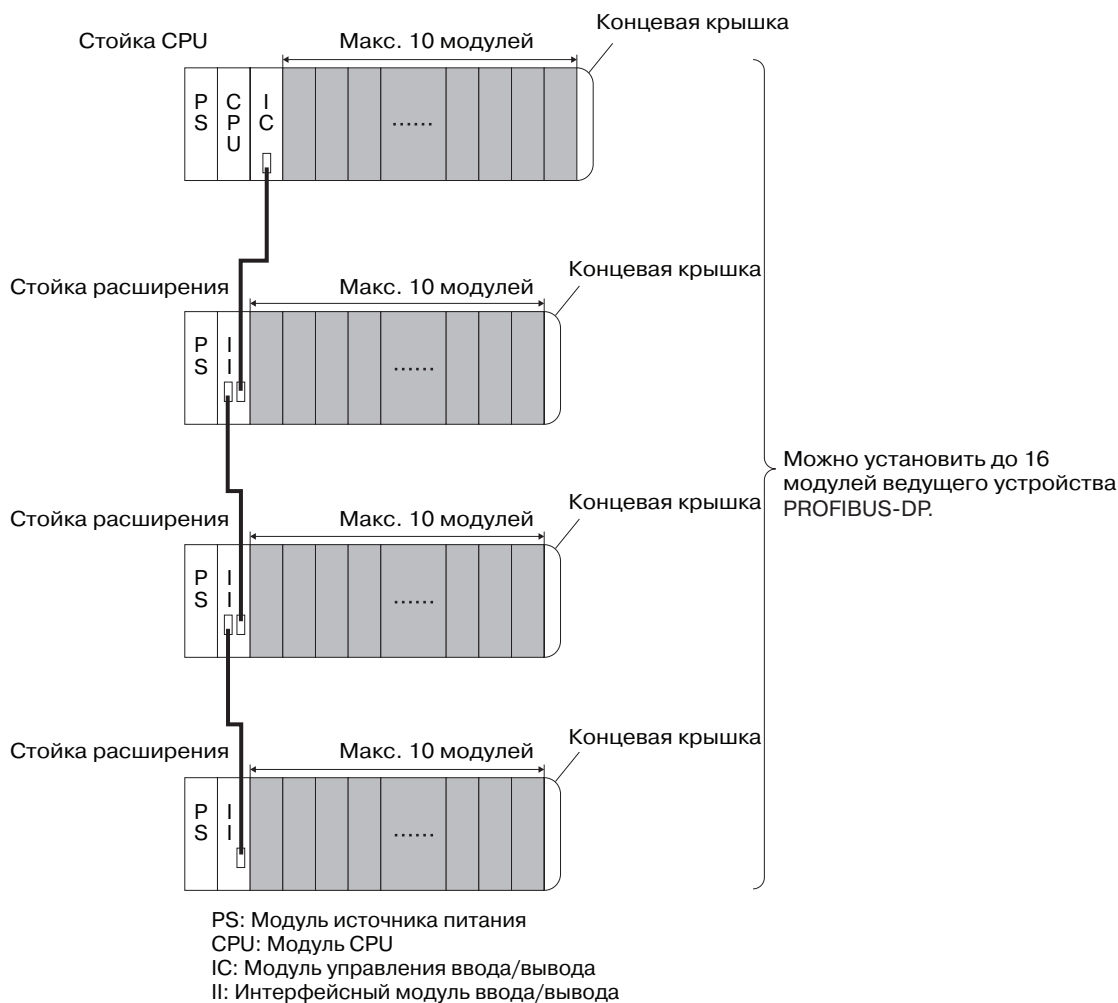 Концевая крышка
Стойка CPU
Макс. 10 модулей
PS
CPU
IC
......
Концевая крышка
Стойка расширения
Макс. 10 модулей
PS
II
......
Можно установить до 16
модулей ведущего устройства
PROFIBUS-DP.
Концевая крышка
Стойка расширения
Макс. 10 модулей
PS
II
......
Концевая крышка
Стойка расширения
Макс. 10 модулей
PS
II
......
PS: Модуль источника питания
CPU: Модуль CPU
IC: Модуль управления ввода/вывода
II: Интерфейсный модуль ввода/вывода